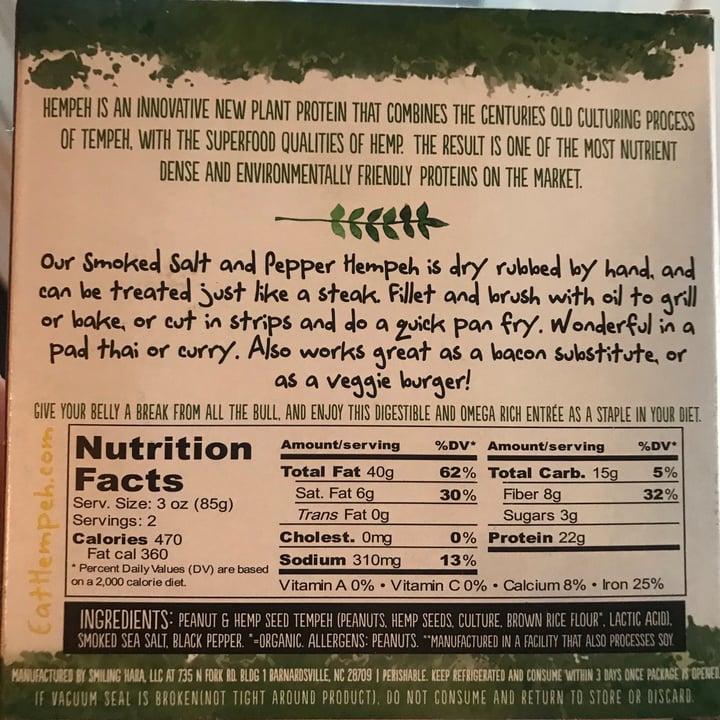 HEMPEH IS AN INNOVATIVE NEW PLANT PROTEIN THAT COMBINES THE CENTURIES OLD CULTURING PROCESS
OF TEMPEH, WITH THE SUPERFOOD QUALITIES OF HEMP. THE RESULT IS ONE OF THE MOST NUTRIENT
DENSE AND ENVIRONMENTALLY FRIENDLY PROTEINS ON THE MARKET.
Our Smoked Salt and Pepper Hempeh is dry rubbed by hand, and
can be treated just like a steak. Fillet and brush with oil to grill
or bake, or cut in strips and do a quick pan fry. Wonderful in a
pad thai or curry. Also works great as a bacon substitute, or
as a veggie burger!
GIVE YOUR BELLY A BREAK FROM ALL THE BULL, AND ENJOY THIS DIGESTIBLE AND OMEGA RICH ENTRÉE AS A STAPLE IN YOUR DIET.
EatHempeh.com
Nutrition
Facts
Serv. Size: 3 oz (85g)
Servings: 2
Calories 470
Fat cal 360
* Percent Daily Values (DV) are based
on a 2,000 calorie diet.
Amount/serving %DV*
Total Fat 40g 62%
Sat. Fat 6g 30%
Trans Fat 0g
Cholest. 0mg 0%
Sodium 310mg 13%
Amount/serving %DV*
Total Carb. 15g 5%
Fiber 8g 32%
Sugars 3g
Protein 22g
Vitamin A 0% • Vitamin C 0% • Calcium 8% • Iron 25%
INGREDIENTS: PEANUT & HEMP SEED TEMPEH (PEANUTS, HEMP SEEDS, CULTURE, BROWN RICE FLOUR*, LACTIC ACID),
SMOKED SEA SALT, BLACK PEPPER. *=ORGANIC. ALLERGENS: PEANUTS. **MANUFACTURED IN A FACILITY THAT ALSO PROCESSES SOY.
MANUFACTURED BY SMILING HARA, LLC AT 735 N FORK RD. BLDG 1 BARNARDSVILLE, NC 28709 | PERISHABLE. KEEP REFRIGERATED AND CONSUME WITHIN 3 DAYS ONCE PACKAGE IS OPENED.
IF VACUUM SEAL IS BROKEN(NOT TIGHT AROUND PRODUCT), DO NOT CONSUME AND RETURN TO STORE OR DISCARD.